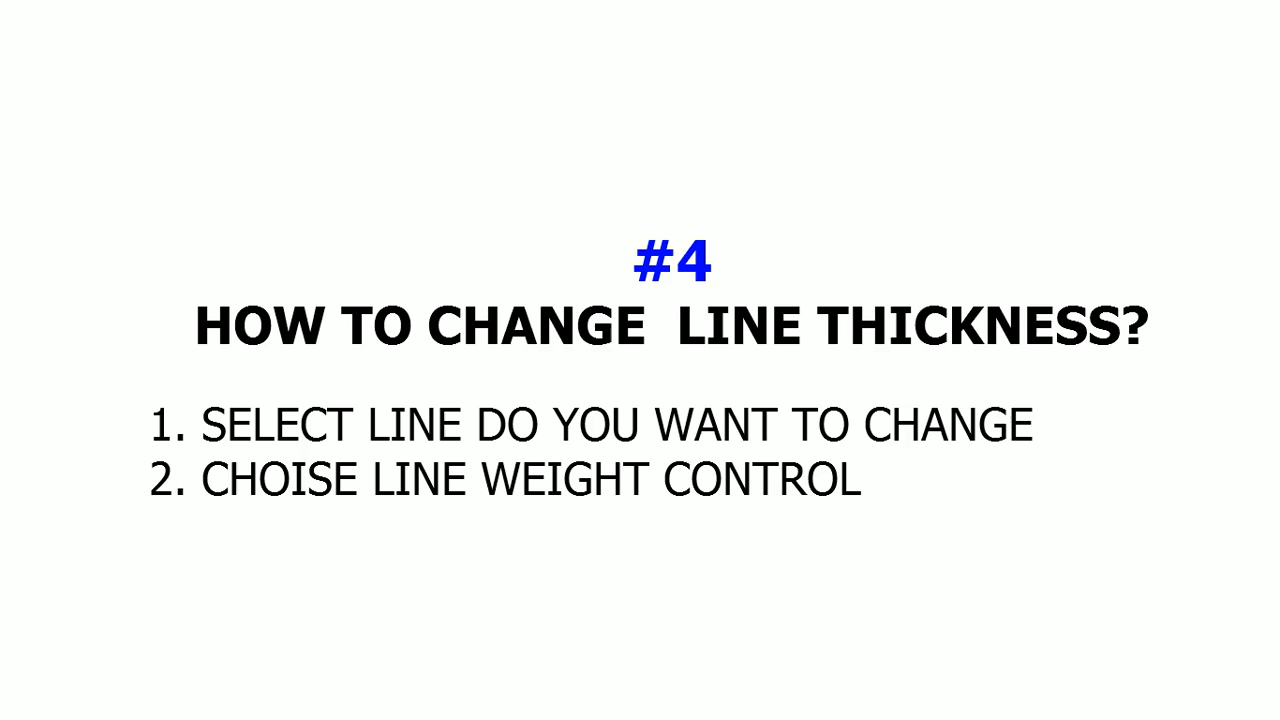 #4
HOW TO CHANGE  LINE THICKNESS?
1. SELECT LINE DO YOU WANT TO CHANGE
2. CHOISE LINE WEIGHT CONTROL